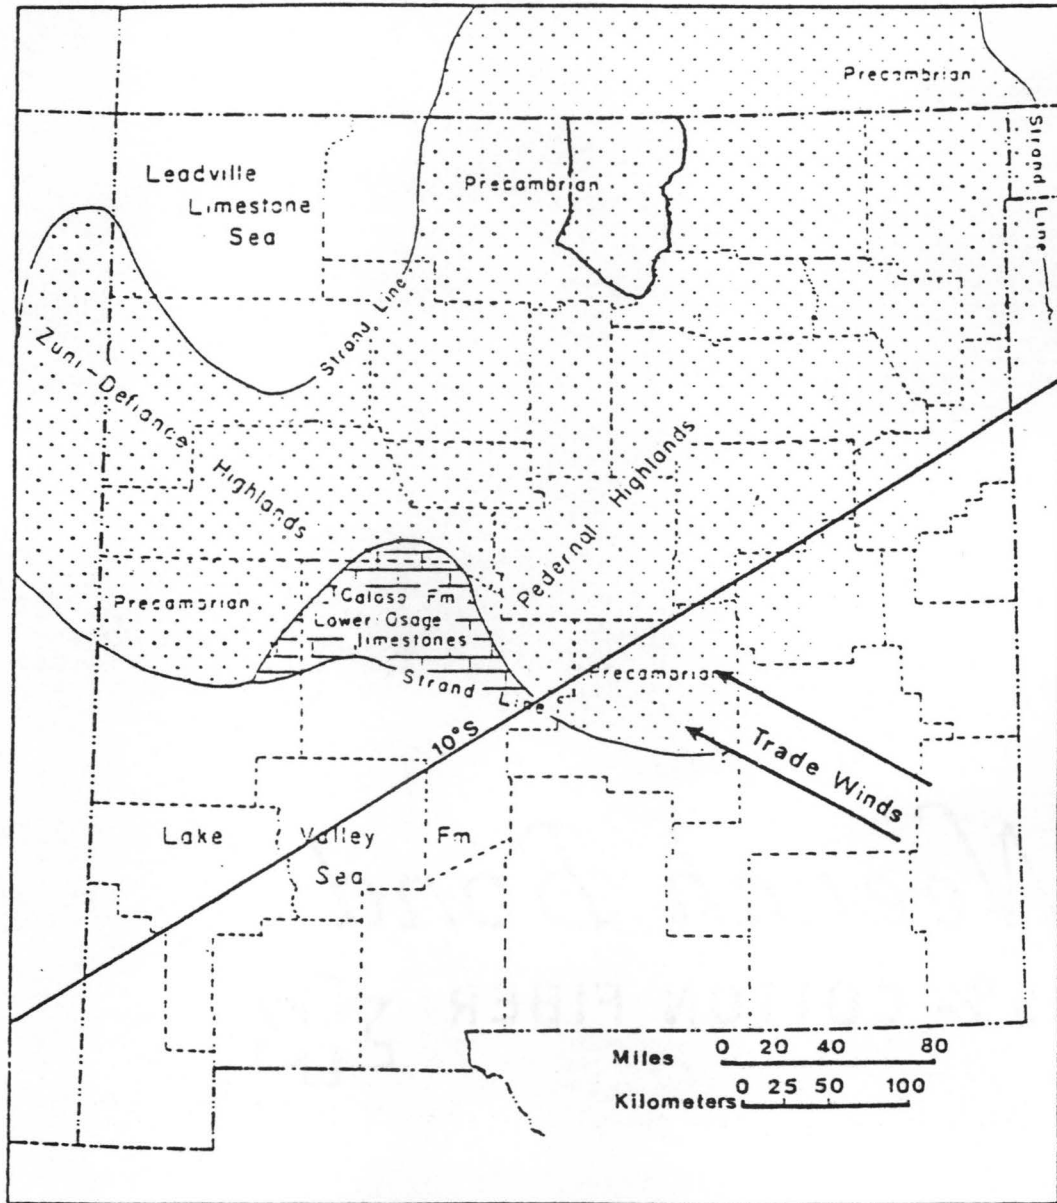 Precambrian
Strand Line
Leadville
Limestone
Sea
Precambrian
Strand Line
Zuni-Defiance
Highlands
Pedernal Highlands
Precambrian
Caloso Fm
Lower Osage
limestones
Strand Line
Precambrian
10°S
Trade Winds
Lake Valley Fm
Sea
COTTON FIBER
Miles 0 20 40 80
Kilometers 0 25 50 100